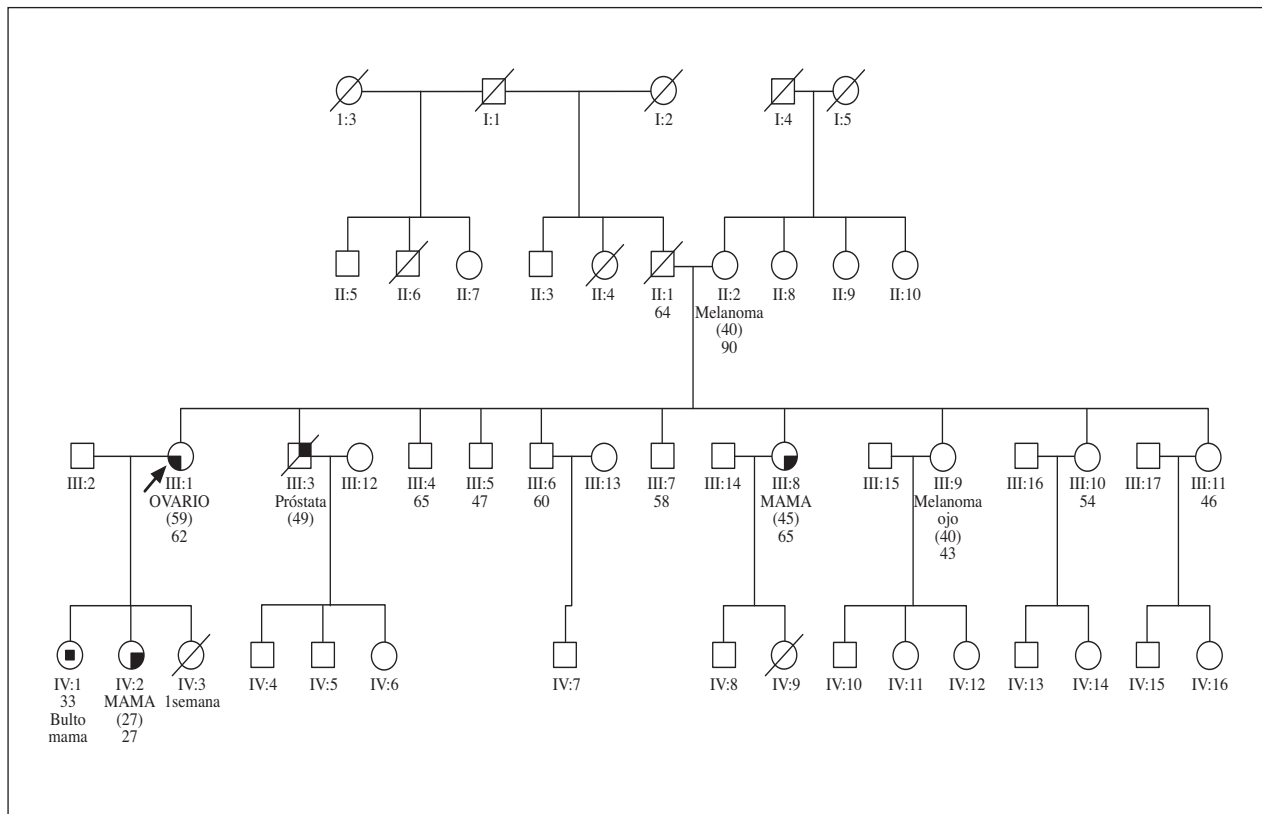 1:3
I:1
I:2
I:4
I:5
II:5
II:6
II:7
II:3
II:4
II:1
64
II:2
Melanoma
(40)
90
II:8
II:9
II:10
III:2
III:1
OVARIO
(59)
62
III:3
Próstata
(49)
III:12
III:4
65
III:5
47
III:6
60
III:13
III:7
58
III:14
III:8
MAMA
(45)
65
III:15
III:9
Melanoma
ojo
(40)
43
III:16
III:10
54
III:17
III:11
46
IV:1
33
Bulto
mama
IV:2
MAMA
(27)
27
IV:3
1semana
IV:4
IV:5
IV:6
IV:7
IV:8
IV:9
IV:10
IV:11
IV:12
IV:13
IV:14
IV:15
IV:16